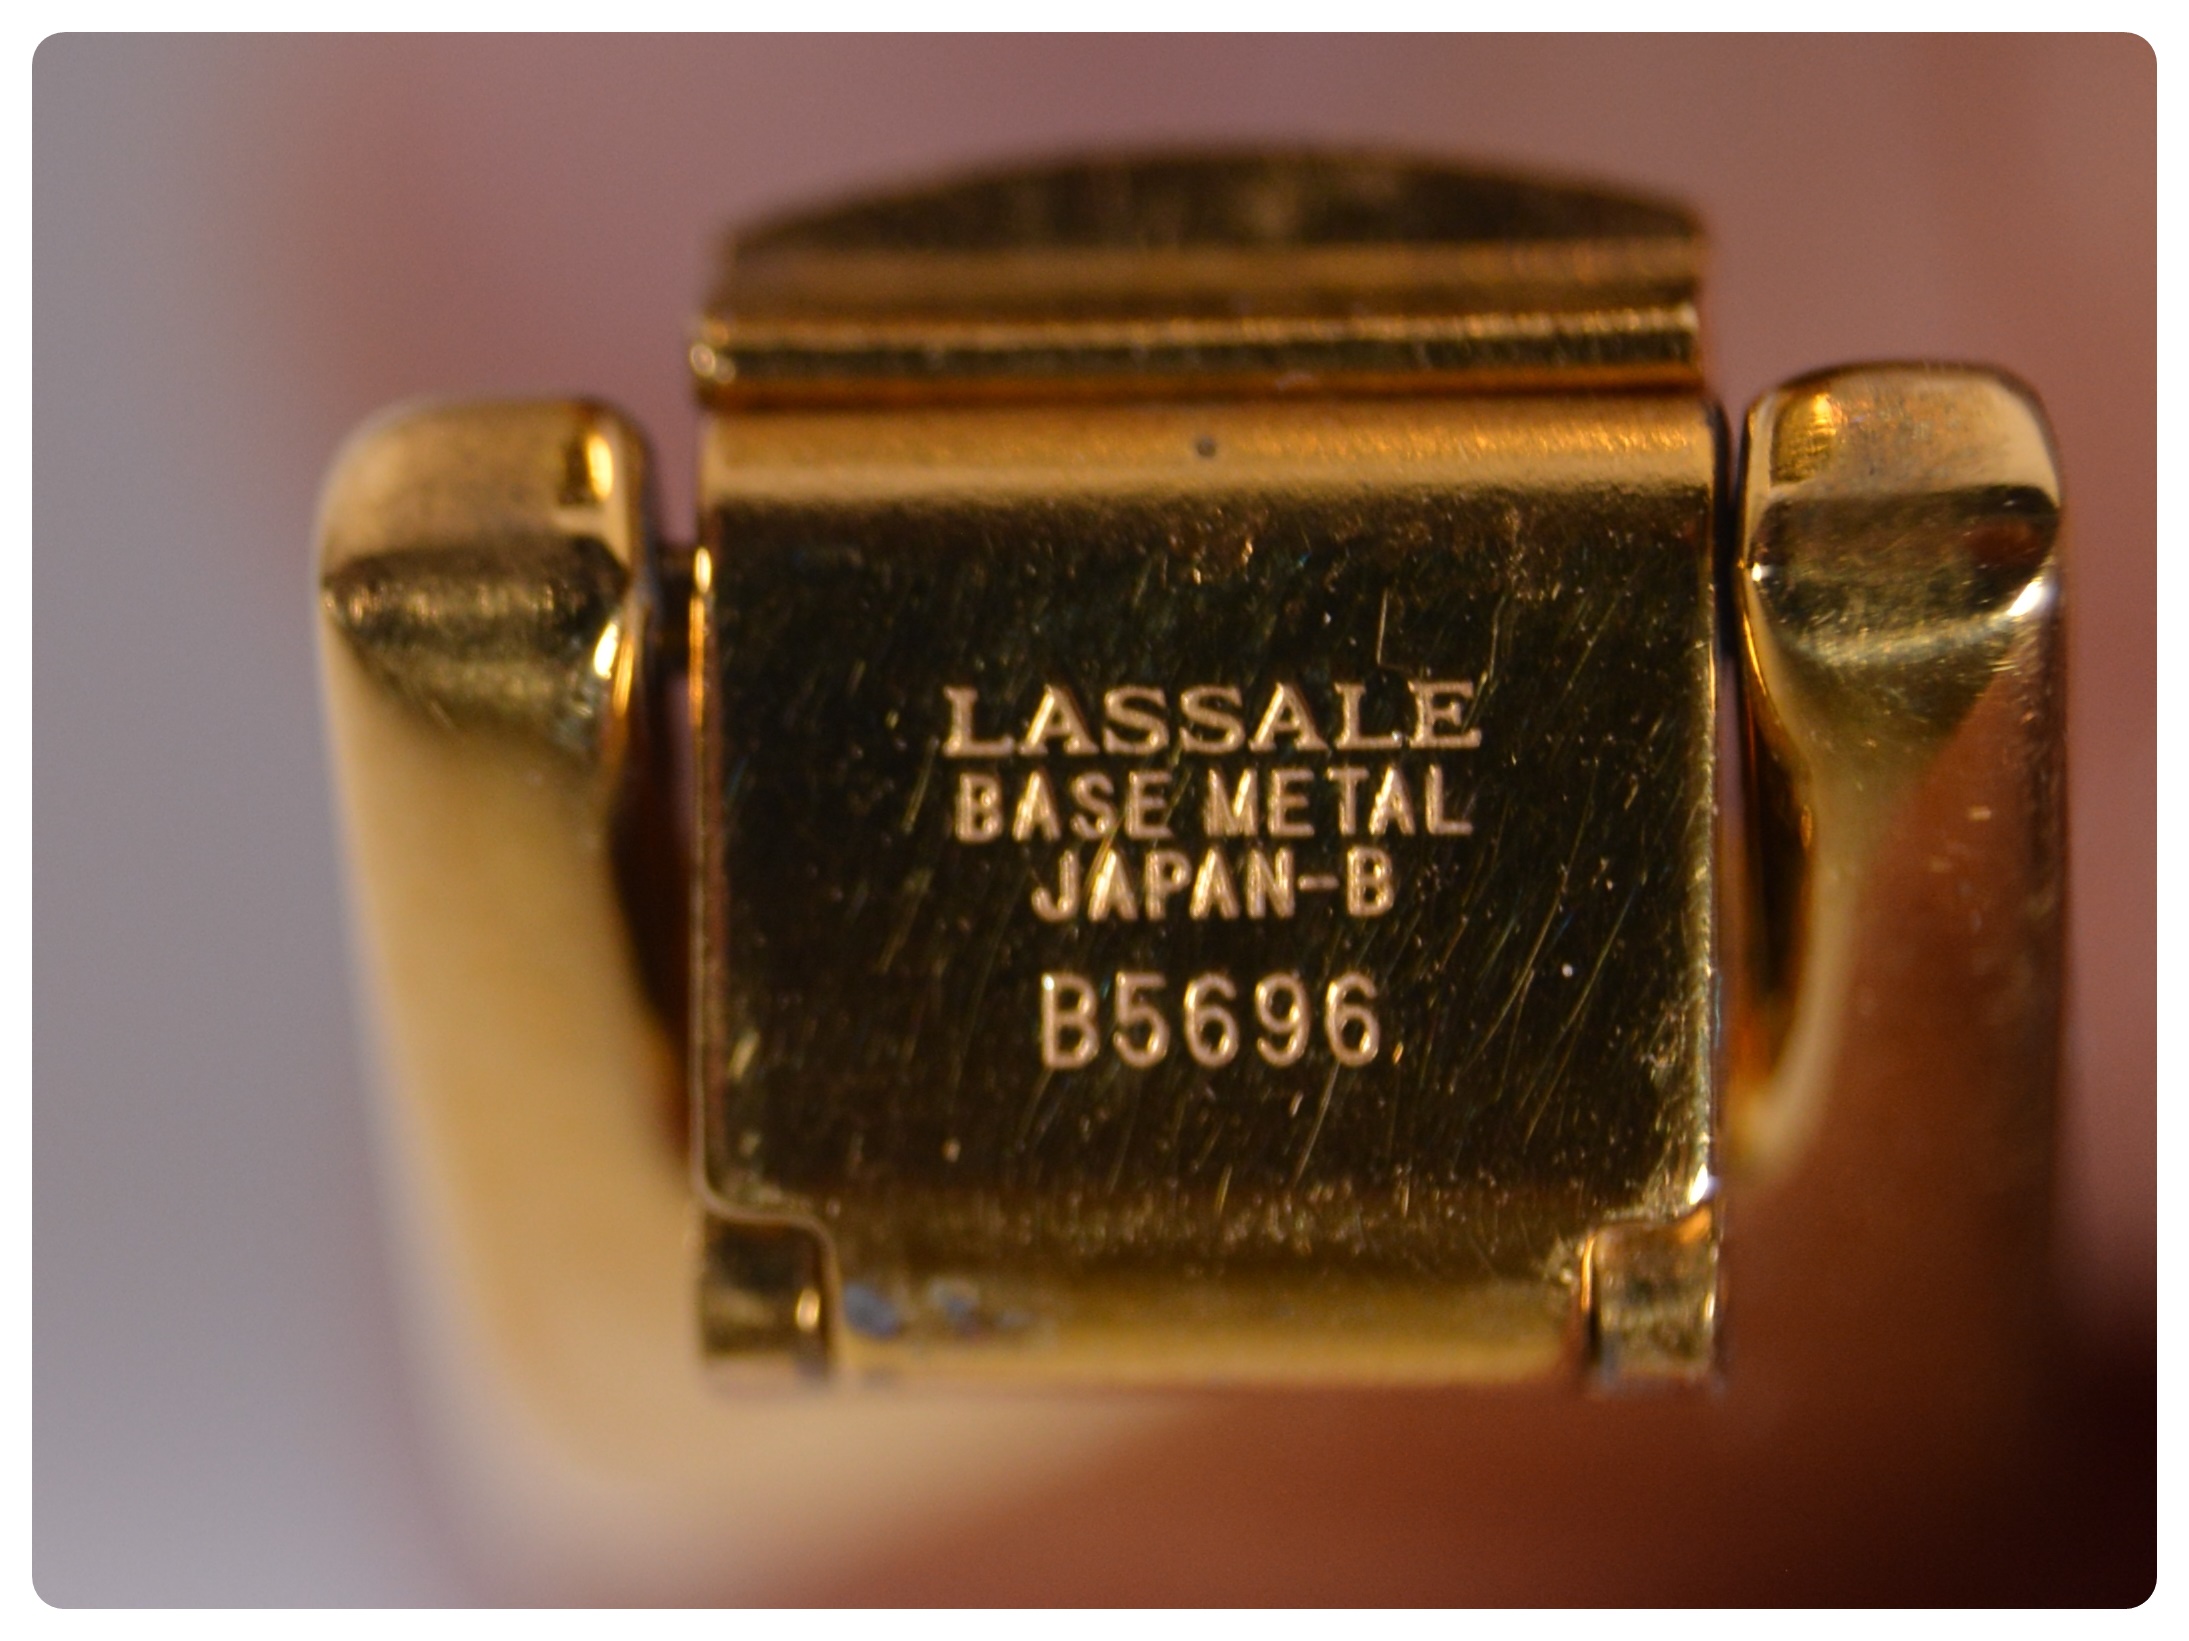 LASSALE
BASE METAL
JAPAN-B
B5696